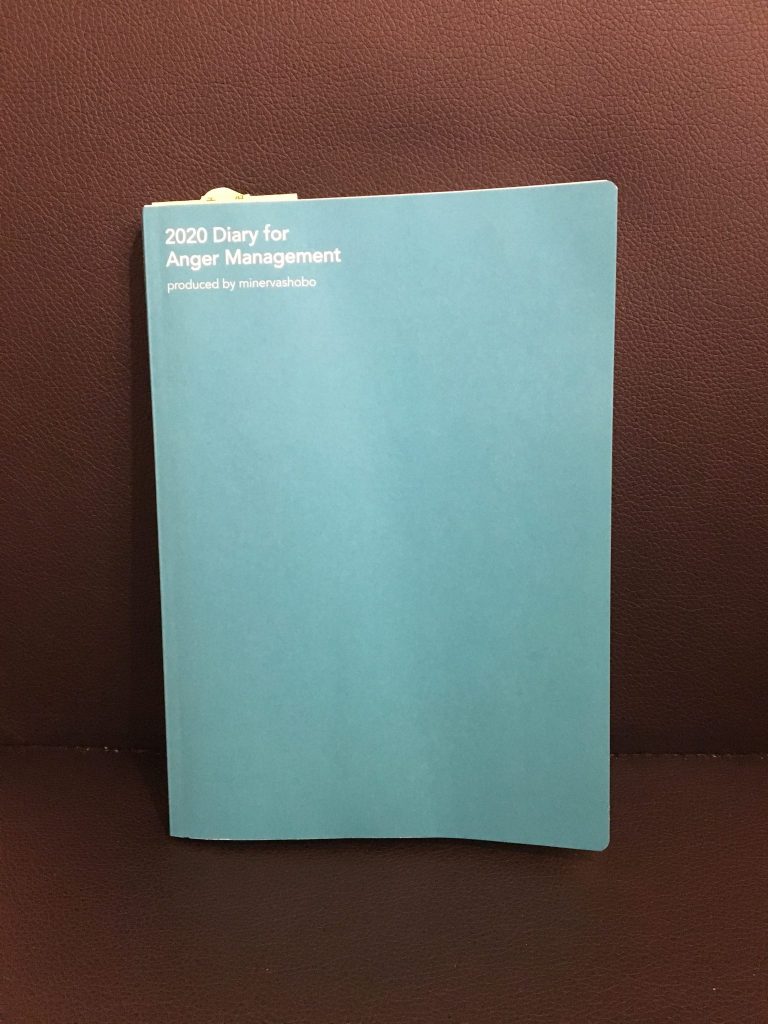 2020 Diary for
Anger Management
produced by minervashobo